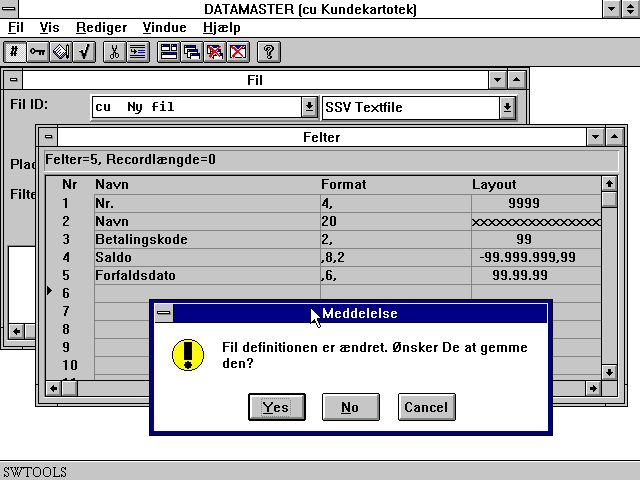 DATAMASTER (cu Kundekartotek)
Fil Vis Rediger Vindue Hjælp
# ?
Fil
Fil ID: cu Ny fil SSV Textfile
Felter
Felter=5, Recordlængde=0
Nr Navn Format Layout
1 Nr. 4, 9999
2 Navn 20 xxxxxxxxxxxxxxxxx
3 Betalingskode 2, 99
4 Saldo ,8,2 -99.999.999,99
5 Forfaldsdato ,6, 99.99.99
6
7
8
9
10
Meddelelse
Fil definitionen er ændret. Ønsker De at gemme
den?
Yes No Cancel
SWTOOLS